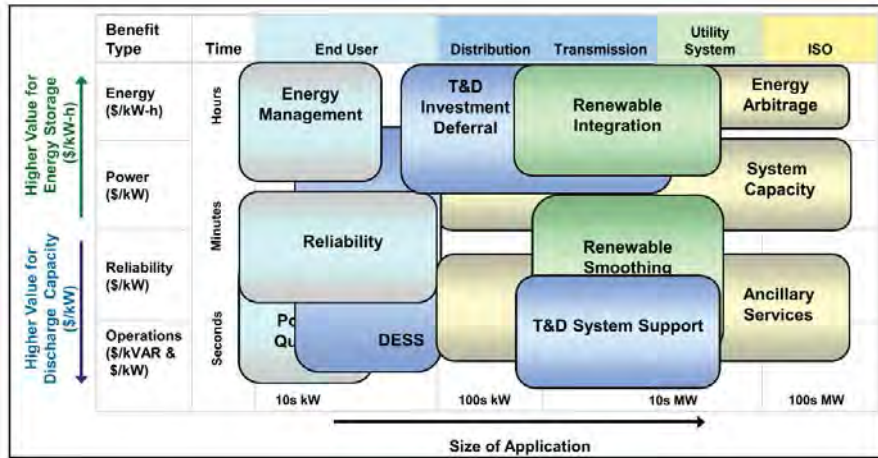 Benefit
Type
Time
End User
Distribution
Transmission
Utility
System
ISO
Higher Value for
Energy Storage
($/kW-h)
Higher Value for
Discharge Capacity
($/kW)
Energy
($/kW-h)
Power
($/kW)
Reliability
($/kW)
Operations
($/kVAR &
$/kW)
Hours
Minutes
Seconds
Energy
Management
T&D
Investment
Deferral
Renewable
Integration
Energy
Arbitrage
System
Capacity
Reliability
Renewable
Smoothing
Ancillary
Services
Po
Qu
DESS
T&D System Support
10s kW
100s kW
10s MW
100s MW
Size of Application